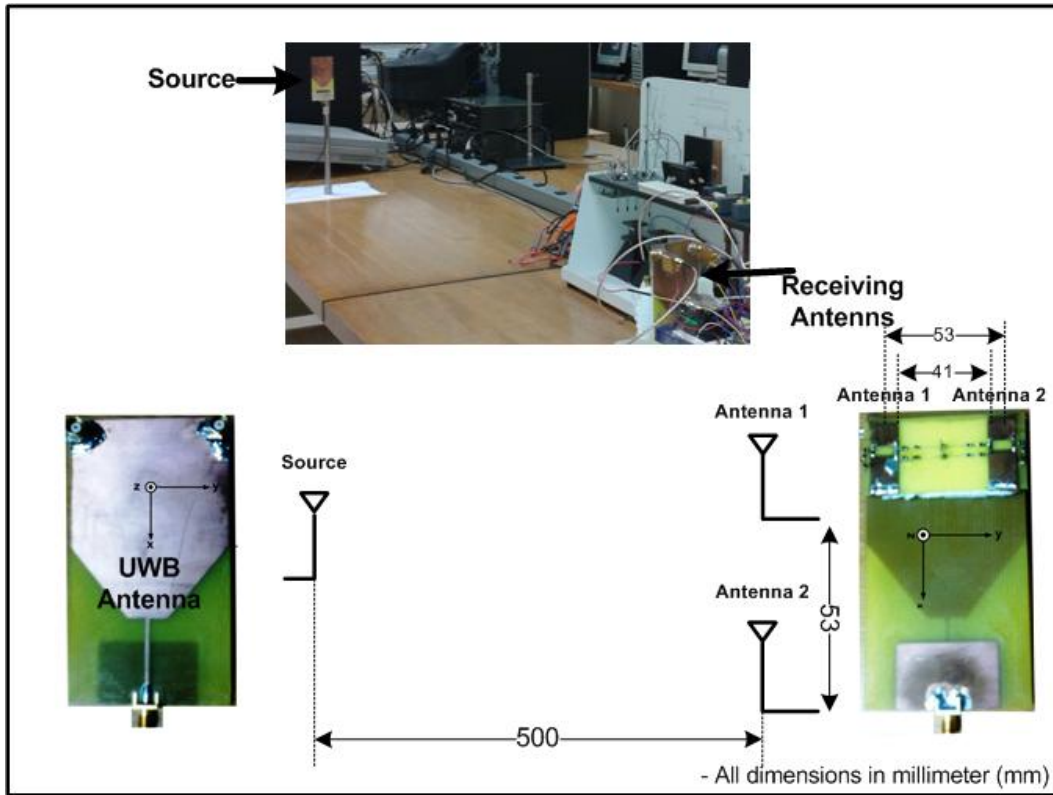 Source
Receiving
Antenns
53
41
Antenna 1
Antenna 2
Antenna 1
Source
z
y
x
UWB
Antenna
z
y
x
Antenna 2
53
500
- All dimensions in millimeter (mm)